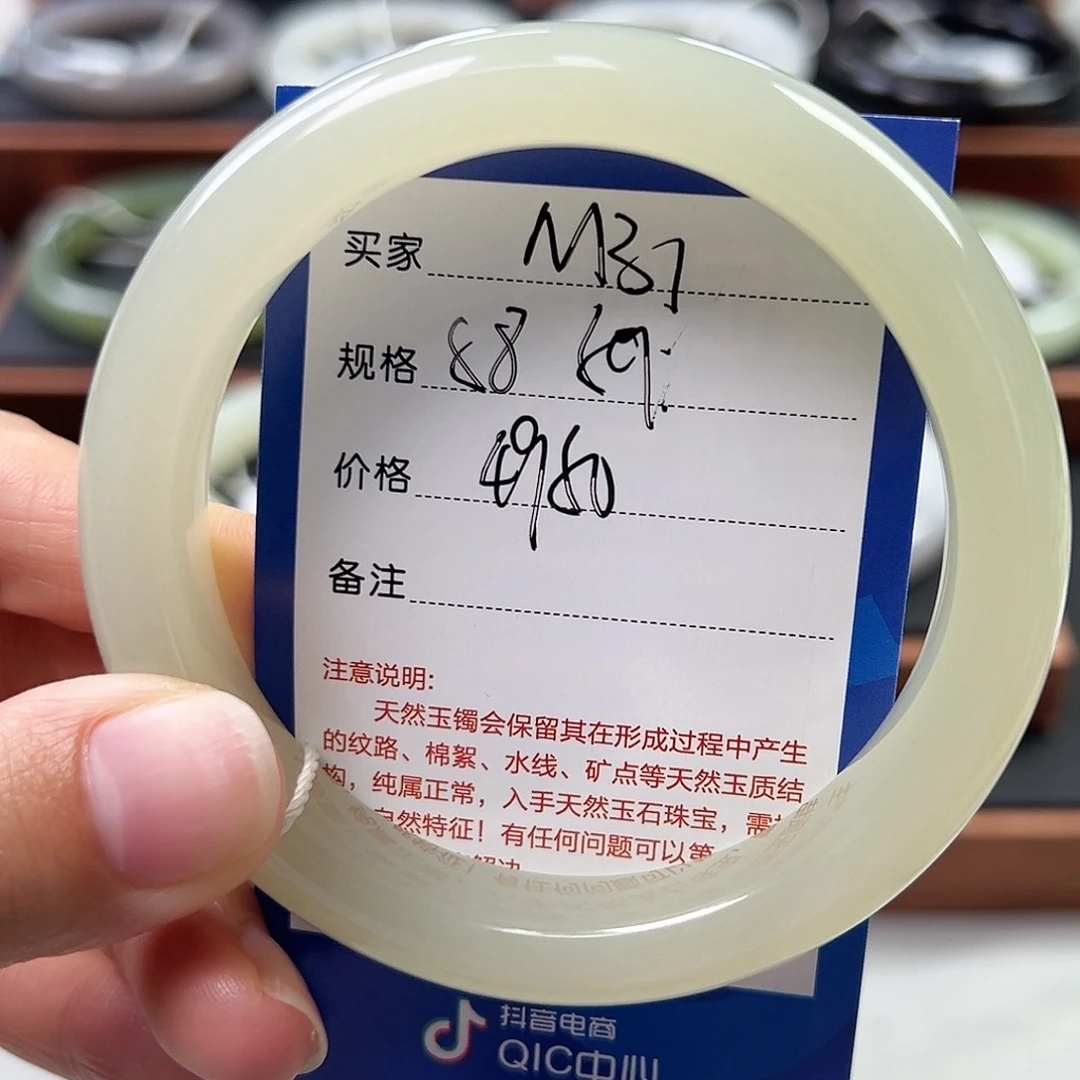 买家 M37
规格 58 69
价格 4980
备注
注意说明:
天然玉镯会保留其在形成过程中产生
的纹路、棉絮、水线、矿点等天然玉质结
构，纯属正常，入手天然玉石珠宝，需
自然特征！有任何问题可以第
解决
抖音电商
QIC中心